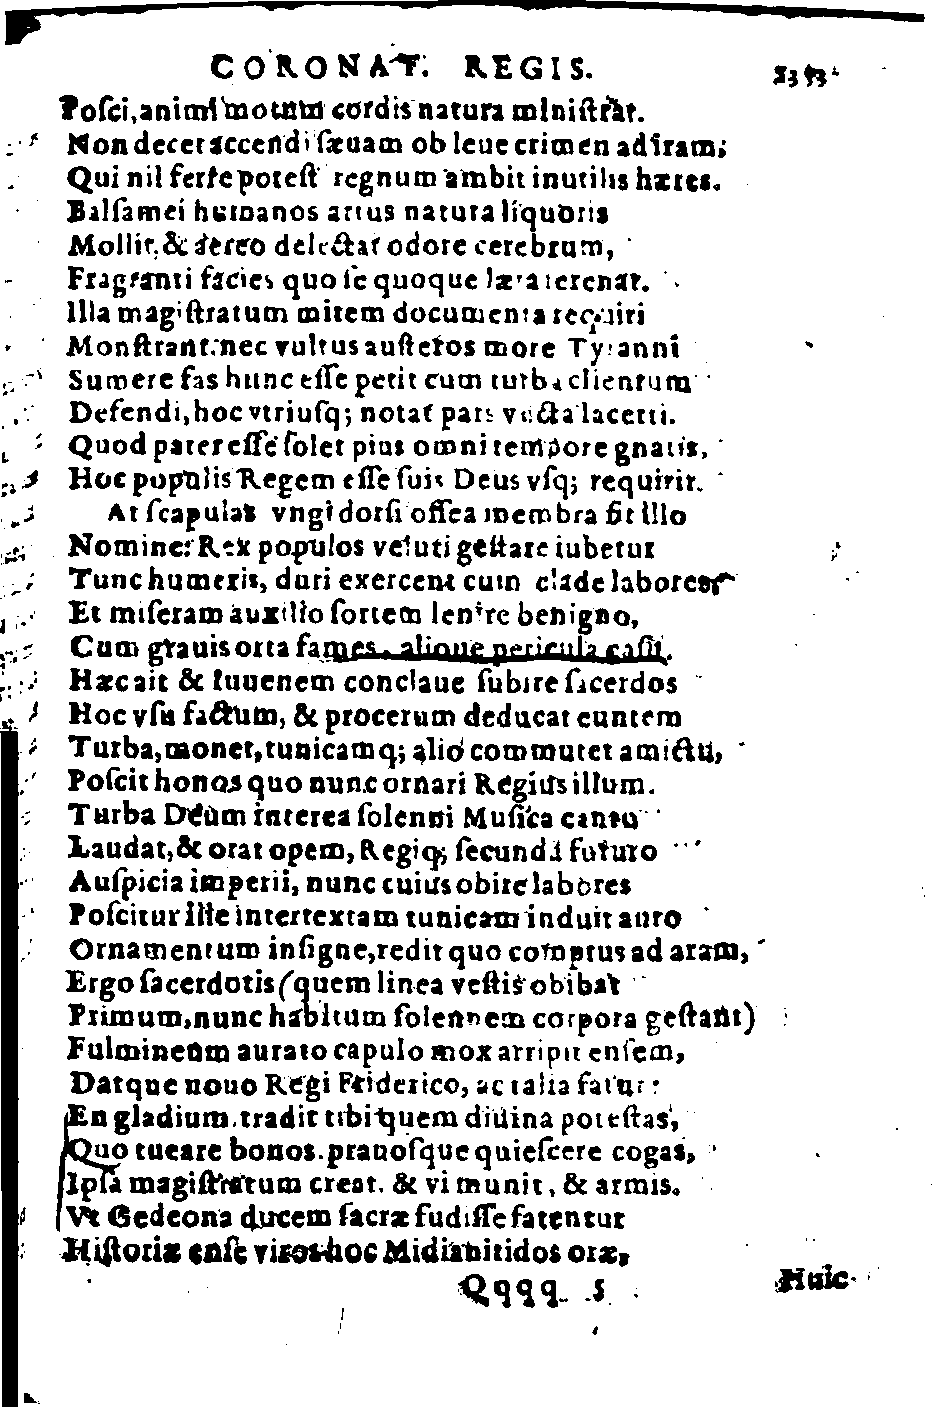 CORONAT. REGIS.
Posci, animi motum cordis natura ministrat.
Non decet accendi sæuam ob leue crimen ad iram;
Qui nil ferre potest regnum ambit inutilis hæres.
Balsamei humanos artus natura liquoris
Mollit, & aereo delectat odore cerebrum,
Fragranti facies quo se quoque læta serenat.
Illa magistratum mitem documenta requiri
Monstrant: nec vultus austeros more Tyranni
Sumere fas hunc esse petit cum turba clientum
Defendi, hoc vtriusq; notat pars vncta lacerti.
Quod pater esse solet pius omni tempore gnatis,
Hoc populis Regem esse suis Deus vsq; requirit.
At scapulas vngi dorsi ossea membra sit illo
Nomine: Rex populos veluti gestare iubetur
Tunc humeris, duri exercent cum clade labores
Et miseram auxilio sortem lenire benigno,
Cum grauis orta fames, alioue pericula casu.
Hæc ait & Iuuenem conclaue subire sacerdos
Hoc vsu factum, & procerum deducat euntem
Turba, monet, tunicamq; alio commutet amictu,
Poscit honos quo nunc ornari Regius illum.
Turba Deum interea solenni Musica cantu
Laudat, & orat opem, Regiq; secunda futuro
Auspicia imperii, nunc cuius obire labores
Poscitur ille intertextam tunicam induit auro
Ornamentum insigne, redit quo comptus ad aram,
Ergo sacerdotis (quem linea vestis obibat
Primum, nunc habitum solennem corpora gestant)
Fulmineum aurato capulo mox arripit ensem,
Datque nouo Regi Friderico, ac talia fatur:
En gladium tradit tibi quem diuina potestas,
Quo tueare bonos, prauosque quiescere cogas,
Ipsa magistratum creat, & vi munit, & armis.
Vt Gedeona ducem sacræ fudisse fatentur
Historiæ ense viros hoc Midianitidos oræ,
Qqqq 5
Huic